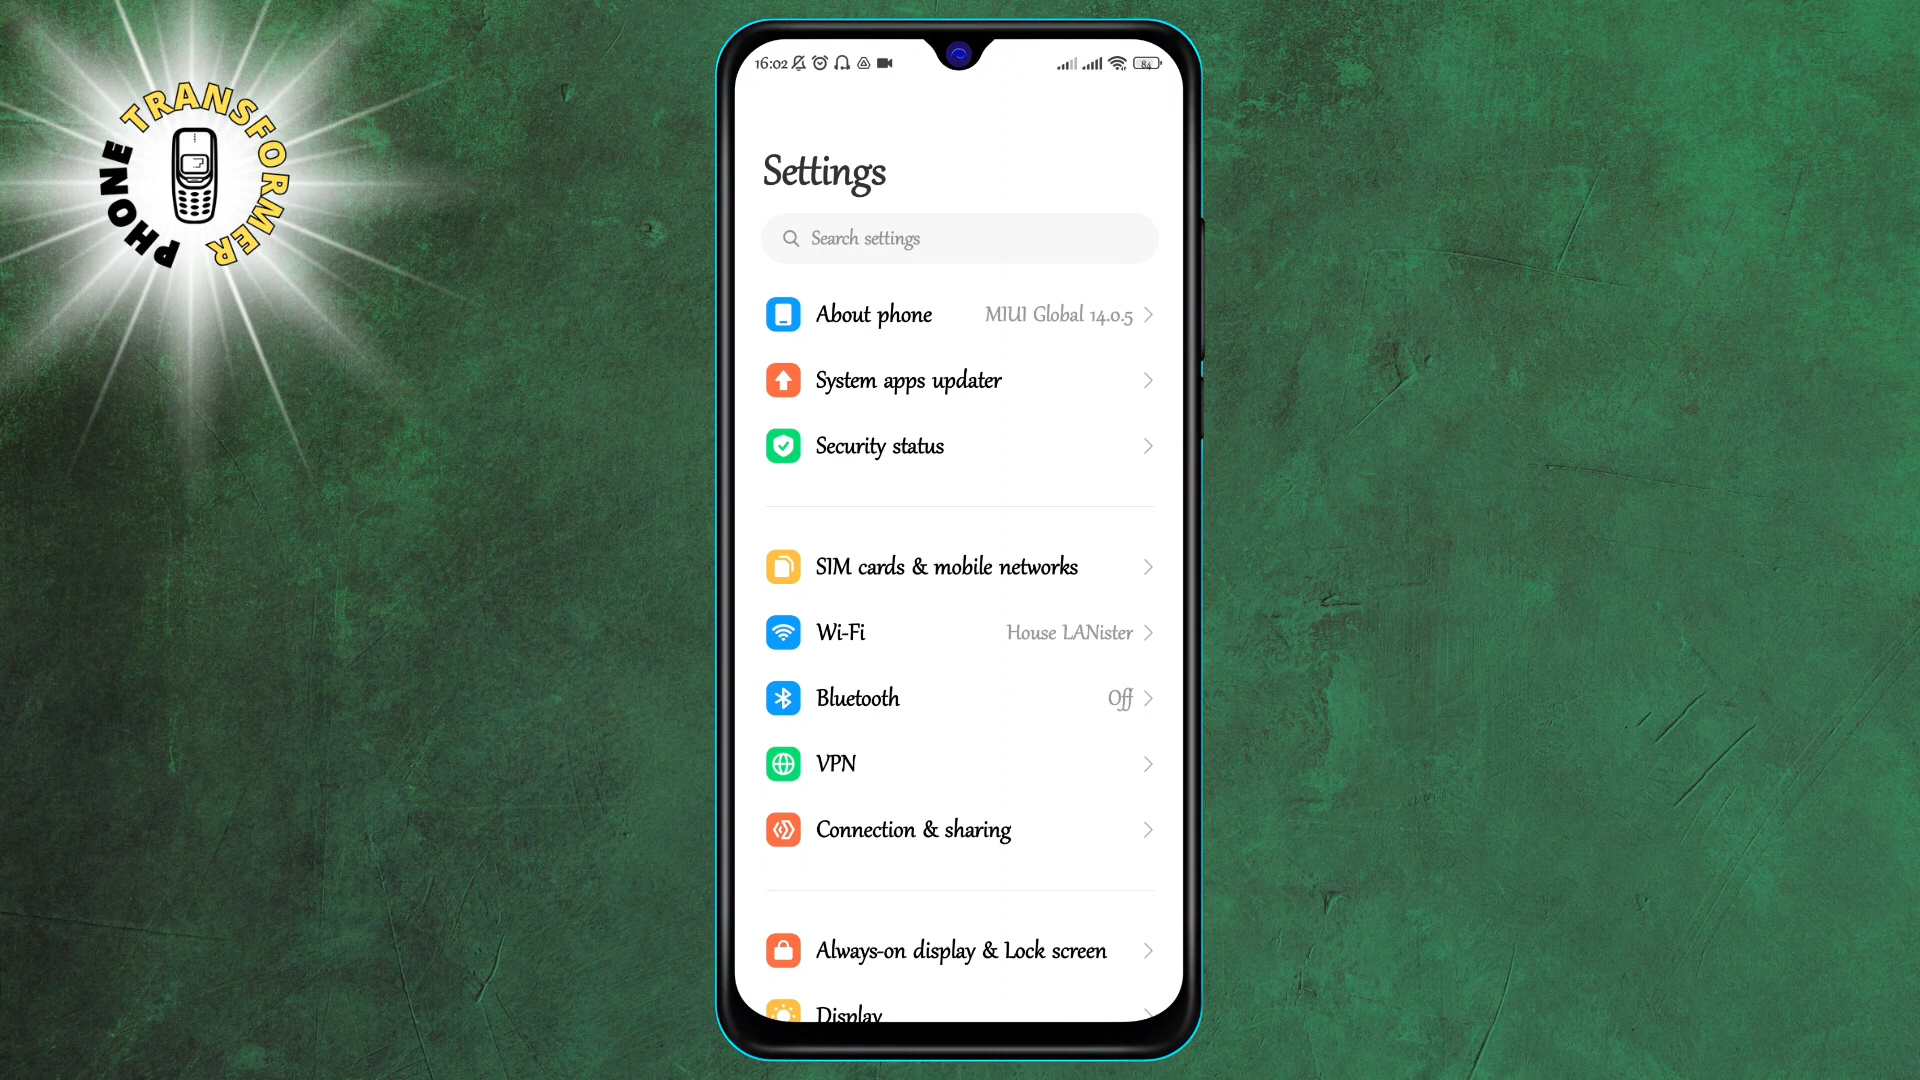 PHONE TRANSFORMER
16:02
84
Settings
Search settings
About phone MIUI Global 14.0.5
System apps updater
Security status
SIM cards & mobile networks
Wi-Fi House LANister
Bluetooth Off
VPN
Connection & sharing
Always-on display & Lock screen
Display